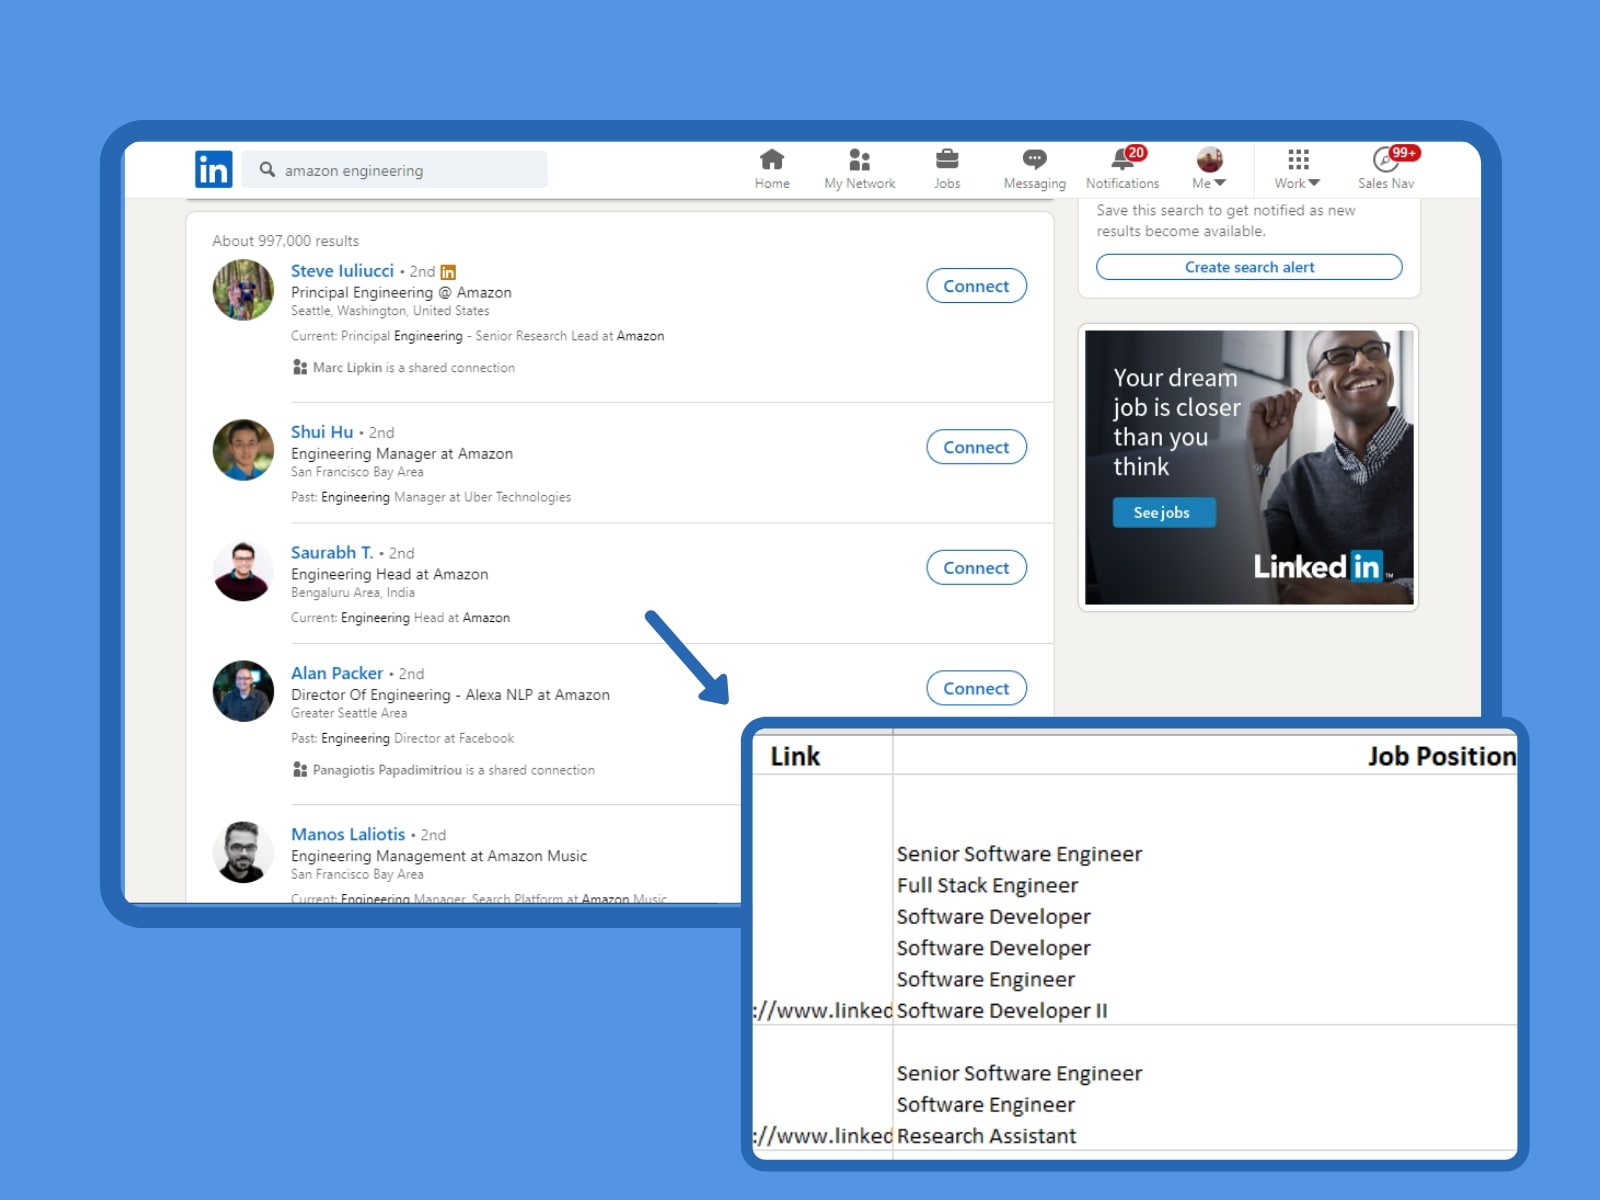 in
amazon engineering
Home
My Network
Jobs
Messaging
20
Notifications
Me
Work
99+
Sales Nav
About 997,000 results
Steve Iuliucci • 2nd in
Principal Engineering @ Amazon
Seattle, Washington, United States
Current: Principal Engineering - Senior Research Lead at Amazon
Marc Lipkin is a shared connection
Connect
Shui Hu • 2nd
Engineering Manager at Amazon
San Francisco Bay Area
Past: Engineering Manager at Uber Technologies
Connect
Saurabh T. • 2nd
Engineering Head at Amazon
Bengaluru Area, India
Current: Engineering Head at Amazon
Connect
Alan Packer • 2nd
Director Of Engineering - Alexa NLP at Amazon
Greater Seattle Area
Past: Engineering Director at Facebook
Panagiotis Papadimitriou is a shared connection
Connect
Manos Laliotis • 2nd
Engineering Management at Amazon Music
San Francisco Bay Area
Current: Engineering Manager, Search Platform at Amazon Music
Save this search to get notified as new
results become available.
Create search alert
Your dream
job is closer
than you
think
See jobs
Linked in ™
Link
Job Position
Senior Software Engineer
Full Stack Engineer
Software Developer
Software Developer
Software Engineer
://www.linked Software Developer II
Senior Software Engineer
Software Engineer
://www.linked Research Assistant